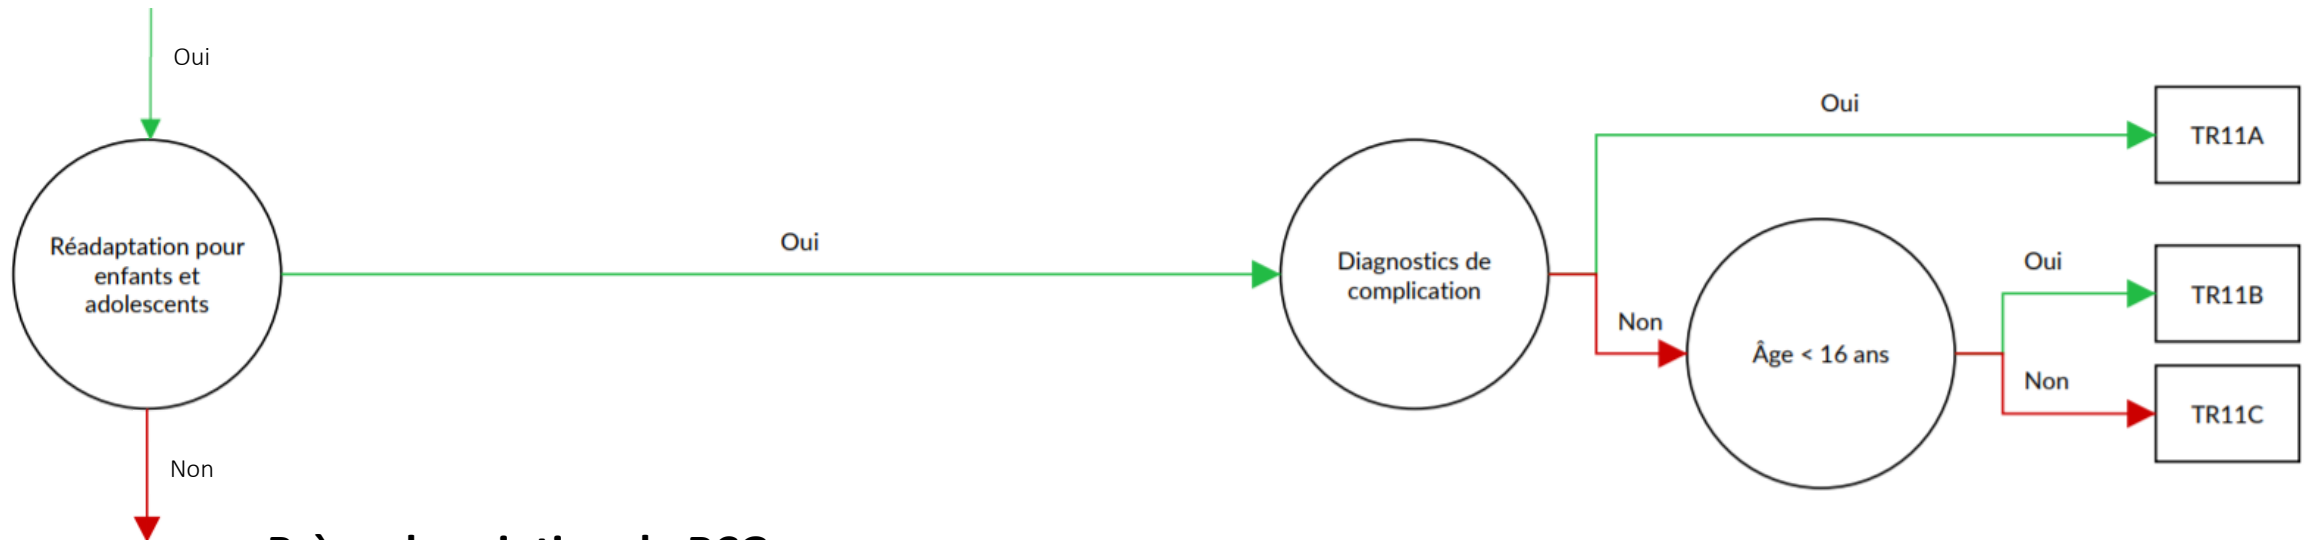 Oui
Réadaptation pour
enfants et
adolescents
Non
Oui
Diagnostics de
complication
Oui
TR11A
Non
Âge < 16 ans
Oui
TR11B
Non
TR11C